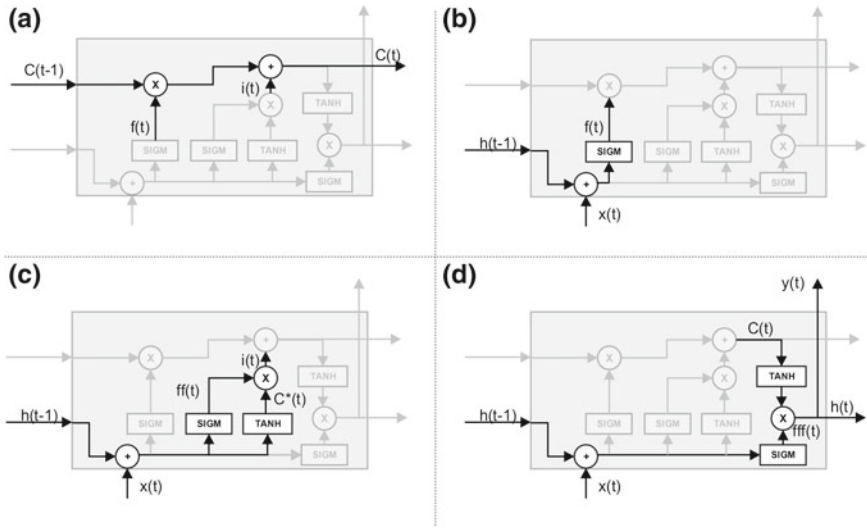 (a)
C(t-1)
X
+
C(t)
i(t)
f(t)
X
TANH
SIGM
SIGM
TANH
X
+
SIGM
(b)
X
+
f(t)
X
TANH
h(t-1)
SIGM
SIGM
TANH
X
+
SIGM
x(t)
(c)
X
+
i(t)
ff(t)
X
TANH
C*(t)
h(t-1)
SIGM
SIGM
TANH
X
+
SIGM
x(t)
(d)
y(t)
C(t)
X
+
X
TANH
h(t-1)
SIGM
SIGM
TANH
X
h(t)
fff(t)
+
SIGM
x(t)